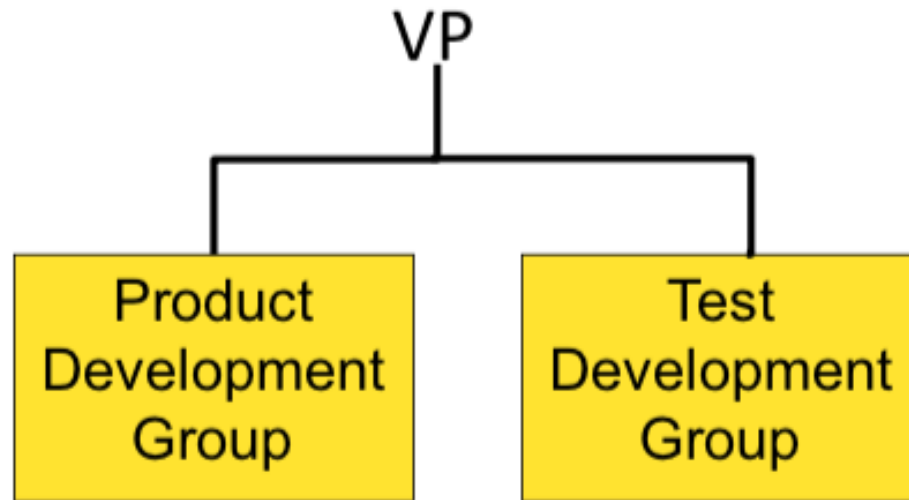 VP
Product
Development
Group
Test
Development
Group